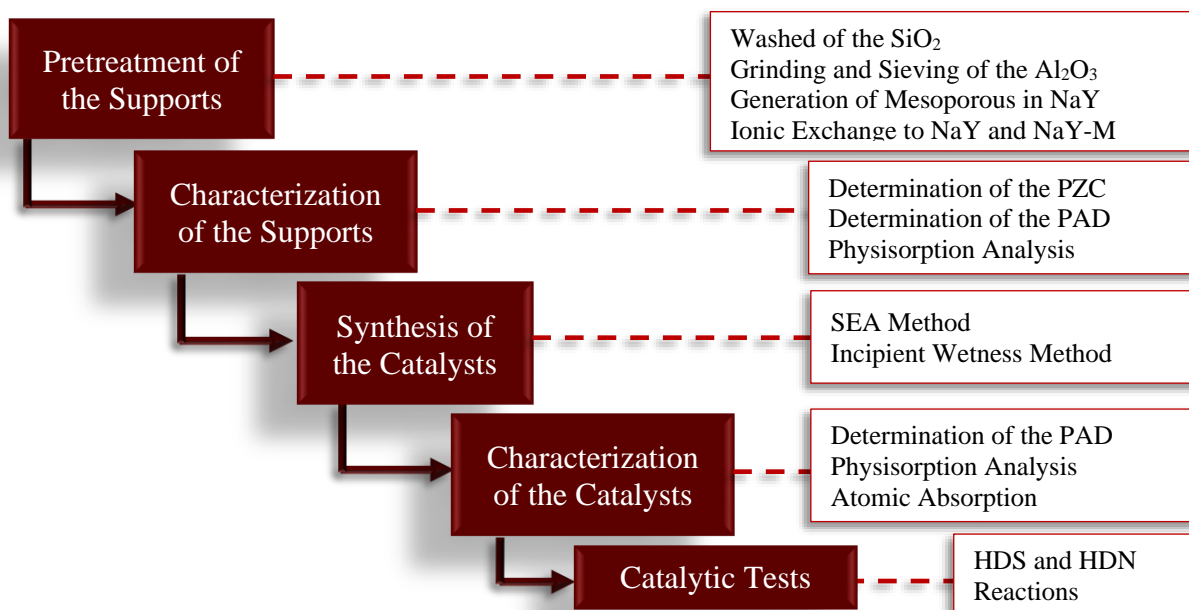 Pretreatment of
the Supports
Washed of the SiO₂
Grinding and Sieving of the Al₂O₃
Generation of Mesoporous in NaY
Ionic Exchange to NaY and NaY-M
Characterization
of the Supports
Determination of the PZC
Determination of the PAD
Physisorption Analysis
Synthesis of
the Catalysts
SEA Method
Incipient Wetness Method
Characterization
of the Catalysts
Determination of the PAD
Physisorption Analysis
Atomic Absorption
Catalytic Tests
HDS and HDN
Reactions